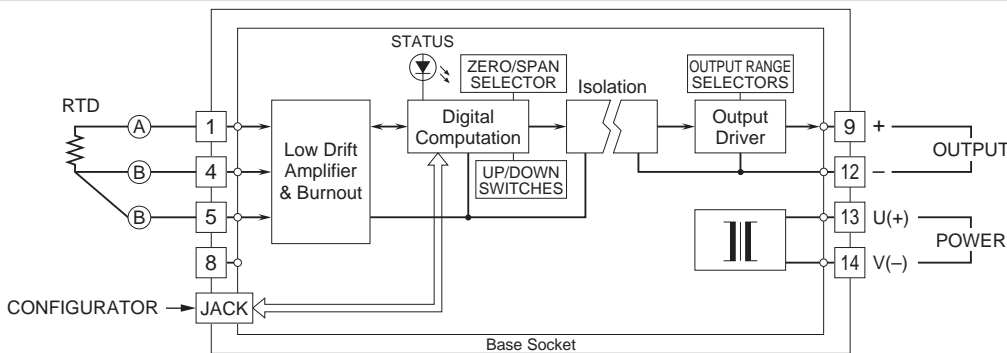 STATUS
ZERO/SPAN
SELECTOR
OUTPUT RANGE
SELECTORS
Isolation
RTD
A
1
Low Drift
Amplifier
& Burnout
Digital
Computation
Output
Driver
9
+
OUTPUT
B
4
UP/DOWN
SWITCHES
12
–
B
5
13
U(+)
POWER
8
14
V(–)
CONFIGURATOR
JACK
Base Socket